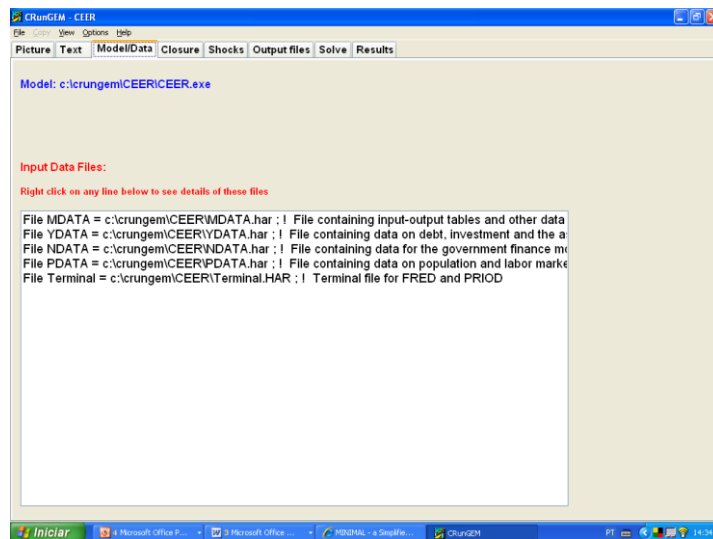 CRunGEM - CEER
File Copy View Options Help
Picture Text Model/Data Closure Shocks Output files Solve Results
Model: c:\crungem\CEER\CEER.exe
Input Data Files:
Right click on any line below to see details of these files
File MDATA = c:\crungem\CEER\MDATA.har ; ! File containing input-output tables and other data
File YDATA = c:\crungem\CEER\YDATA.har ; ! File containing data on debt, investment and the a
File NDATA = c:\crungem\CEER\NDATA.har ; ! File containing data for the government finance m
File PDATA = c:\crungem\CEER\PDATA.har ; ! File containing data on population and labor marke
File Terminal = c:\crungem\CEER\Terminal.HAR ; ! Terminal file for FRED and PRIOD
Iniciar 4 Microsoft Office P... 3 Microsoft Office ... MINIMAL - a Simplifie... CRunGEM PT 14:34